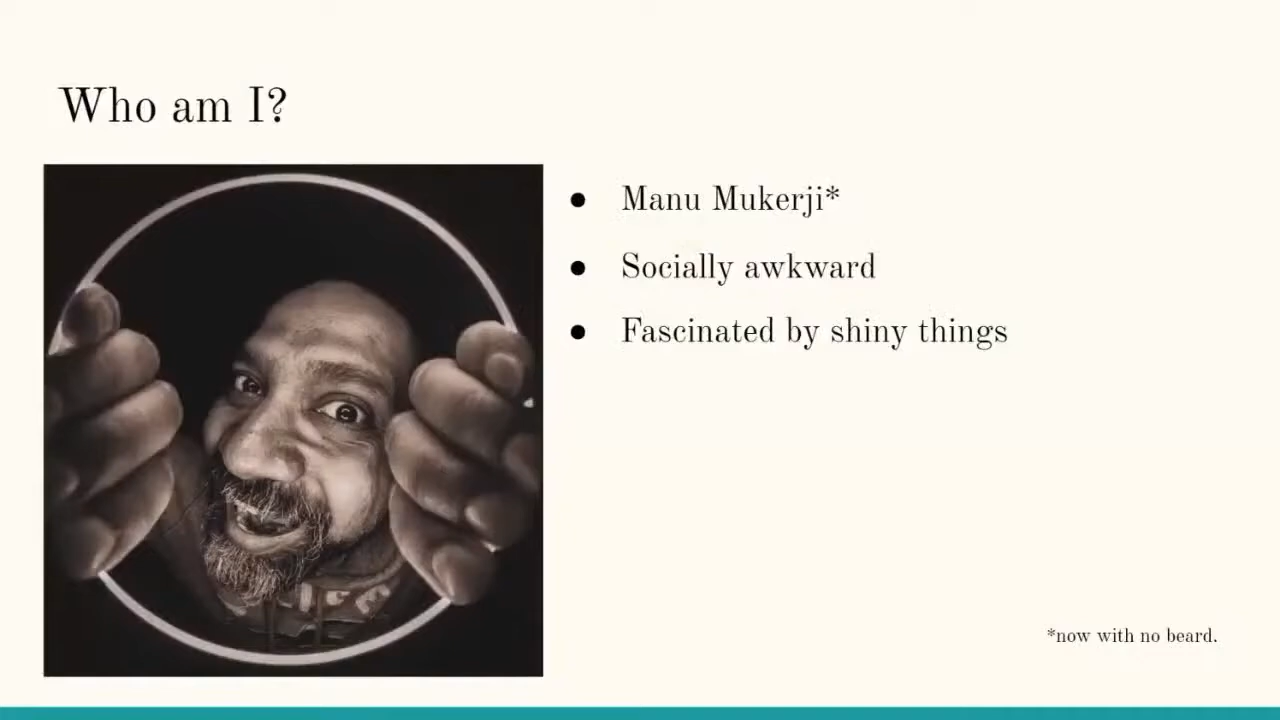 Who am I?
Manu Mukerji*
Socially awkward
Fascinated by shiny things
*now with no beard.